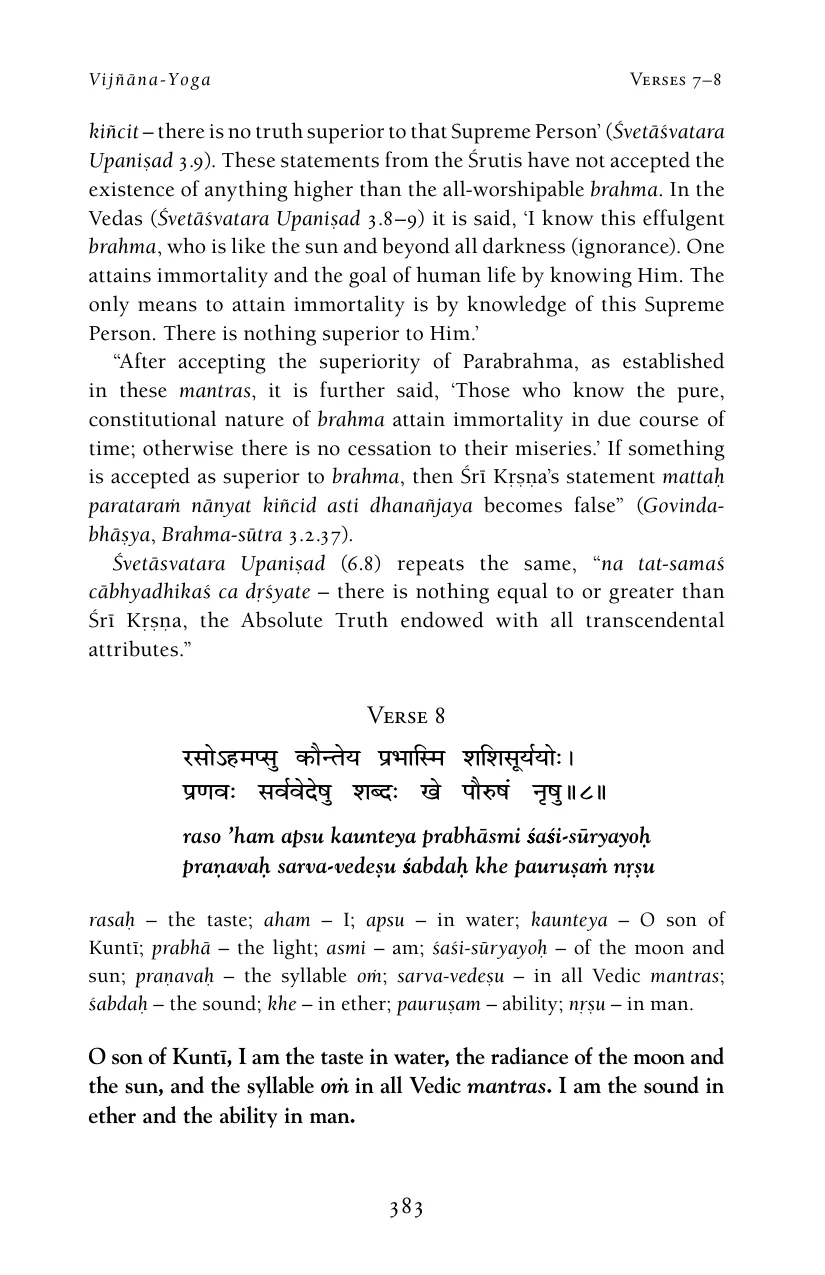 Vijñāna-Yoga VERSES 7–8
kiñcit – there is no truth superior to that Supreme Person’ (Śvetāśvatara
Upaniṣad 3.9). These statements from the Śrutis have not accepted the
existence of anything higher than the all-worshipable brahma. In the
Vedas (Śvetāśvatara Upaniṣad 3.8–9) it is said, ‘I know this effulgent
brahma, who is like the sun and beyond all darkness (ignorance). One
attains immortality and the goal of human life by knowing Him. The
only means to attain immortality is by knowledge of this Supreme
Person. There is nothing superior to Him.’
“After accepting the superiority of Parabrahma, as established
in these mantras, it is further said, ‘Those who know the pure,
constitutional nature of brahma attain immortality in due course of
time; otherwise there is no cessation to their miseries.’ If something
is accepted as superior to brahma, then Śrī Kṛṣṇa’s statement mattaḥ
parataraṁ nānyat kiñcid asti dhanañjaya becomes false” (Govinda-
bhāṣya, Brahma-sūtra 3.2.37).
Śvetāsvatara Upaniṣad (6.8) repeats the same, “na tat-samaś
cābhyadhikaś ca dṛśyate – there is nothing equal to or greater than
Śrī Kṛṣṇa, the Absolute Truth endowed with all transcendental
attributes.”
VERSE 8
रसोऽहमप्सु कौन्तेय प्रभास्मि शशिसूर्य्ययोः।
प्रणवः सर्ववेदेषु शब्दः खे पौरुषं नृषु॥८॥
raso ’ham apsu kaunteya prabhāsmi śaśi-sūryayoḥ
praṇavaḥ sarva-vedeṣu śabdaḥ khe pauruṣaṁ nṛṣu
rasaḥ – the taste; aham – I; apsu – in water; kaunteya – O son of
Kuntī; prabhā – the light; asmi – am; śaśi-sūryayoḥ – of the moon and
sun; praṇavaḥ – the syllable oṁ; sarva-vedeṣu – in all Vedic mantras;
śabdaḥ – the sound; khe – in ether; pauruṣam – ability; nṛṣu – in man.
O son of Kuntī, I am the taste in water, the radiance of the moon and
the sun, and the syllable oṁ in all Vedic mantras. I am the sound in
ether and the ability in man.
383